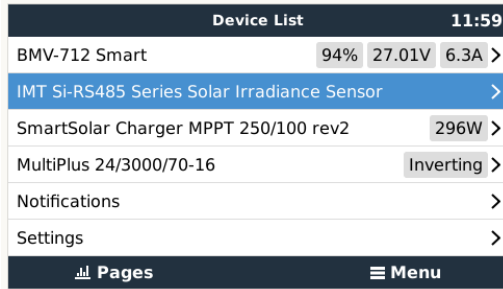 Device List 11:59
BMV-712 Smart 94% 27.01V 6.3A
IMT Si-RS485 Series Solar Irradiance Sensor
SmartSolar Charger MPPT 250/100 rev2 296W
MultiPlus 24/3000/70-16 Inverting
Notifications
Settings
Pages Menu